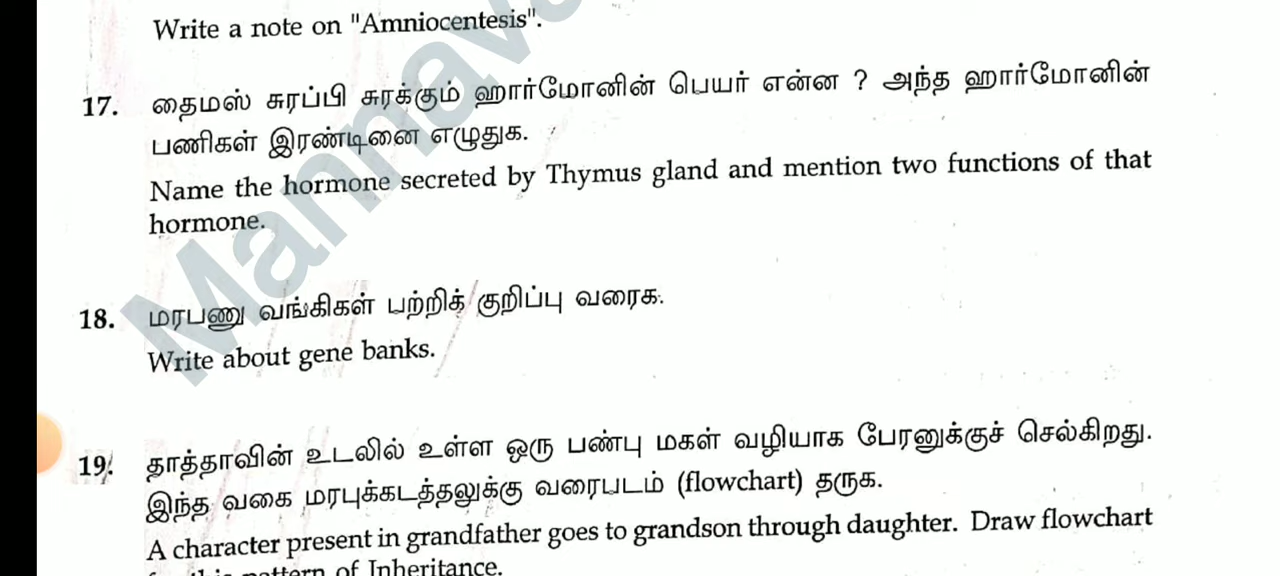 Write a note on "Amniocentesis".
17. தைமஸ் சுரப்பி சுரக்கும் ஹார்மோனின் பெயர் என்ன ? அந்த ஹார்மோனின்
பணிகள் இரண்டினை எழுதுக.
Name the hormone secreted by Thymus gland and mention two functions of that
hormone.
18. மரபணு வங்கிகள் பற்றிக் குறிப்பு வரைக.
Write about gene banks.
19. தாத்தாவின் உடலில் உள்ள ஒரு பண்பு மகள் வழியாக பேரனுக்குச் செல்கிறது.
இந்த வகை மரபுக்கடத்தலுக்கு வரைபடம் (flowchart) தருக.
A character present in grandfather goes to grandson through daughter. Draw flowchart
pattern of Inheritance.